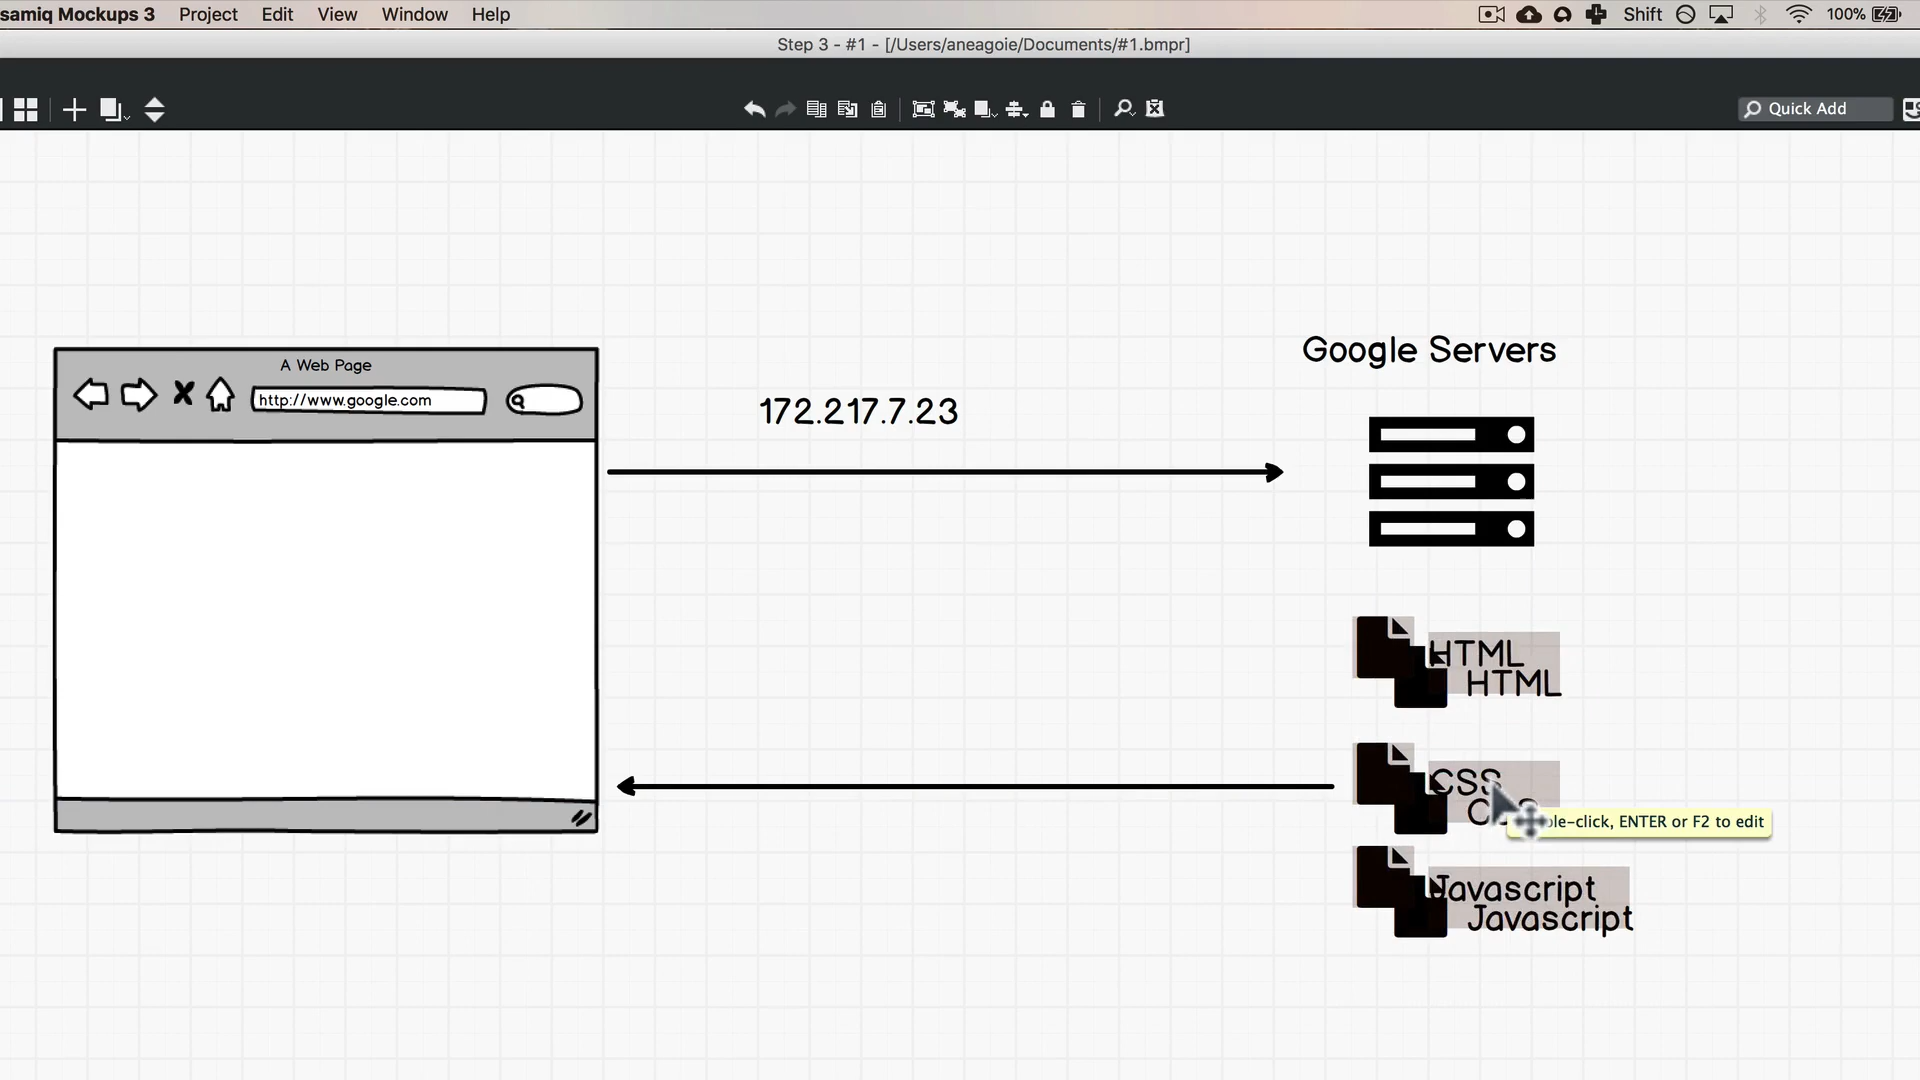 samiq Mockups 3 Project Edit View Window Help Shift 100%
Step 3 - #1 - [/Users/aneagoie/Documents/#1.bmpr]
Quick Add
A Web Page
http://www.google.com
172.217.7.23
Google Servers
HTML
HTML
CSS
Javascript
Javascript
ENTER or F2 to edit